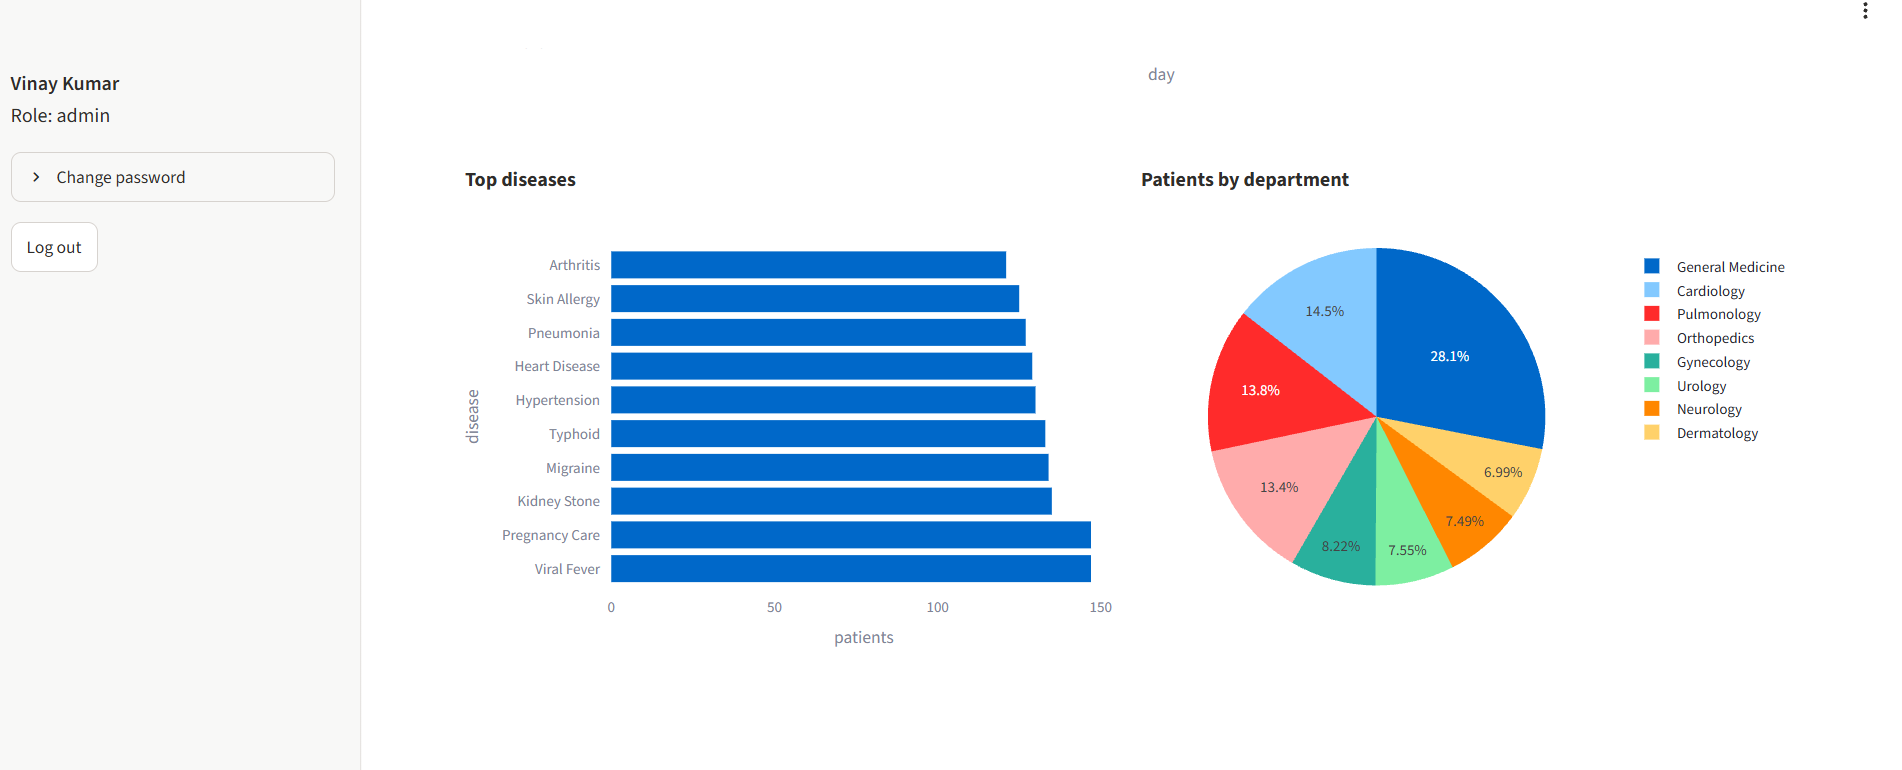 Vinay Kumar
Role: admin
Change password
Log out
day
Top diseases
disease
Arthritis
Skin Allergy
Pneumonia
Heart Disease
Hypertension
Typhoid
Migraine
Kidney Stone
Pregnancy Care
Viral Fever
0 50 100 150
patients
Patients by department
14.5%
28.1%
13.8%
13.4%
8.22%
7.55%
7.49%
6.99%
General Medicine
Cardiology
Pulmonology
Orthopedics
Gynecology
Urology
Neurology
Dermatology